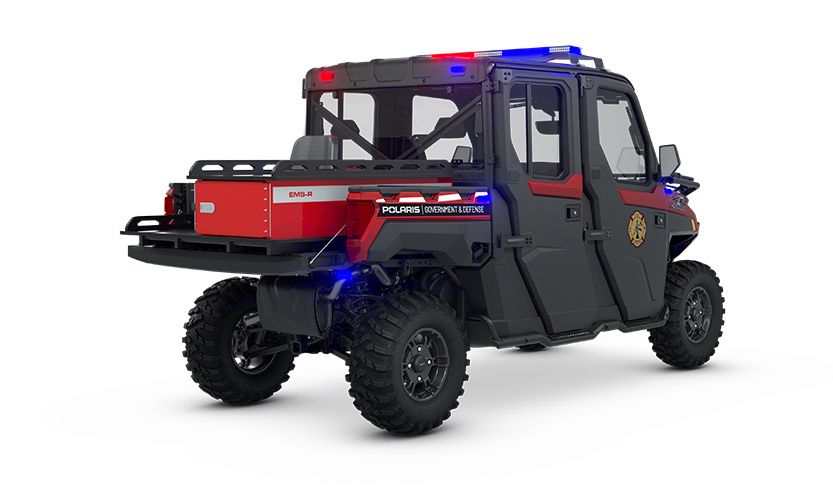 EMS-R
POLARIS | GOVERNMENT & DEFENSE